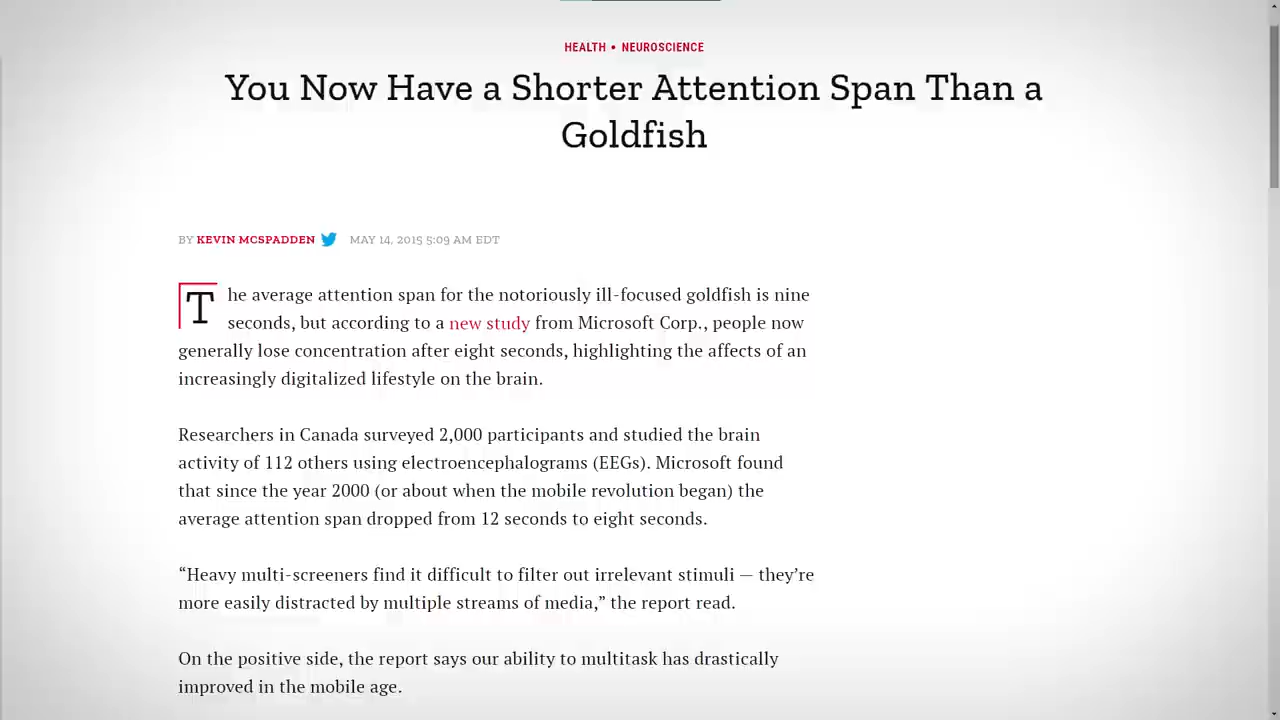 HEALTH • NEUROSCIENCE
You Now Have a Shorter Attention Span Than a
Goldfish
BY KEVIN MCSPADDEN MAY 14, 2015 5:09 AM EDT
The average attention span for the notoriously ill-focused goldfish is nine
seconds, but according to a new study from Microsoft Corp., people now
generally lose concentration after eight seconds, highlighting the affects of an
increasingly digitalized lifestyle on the brain.
Researchers in Canada surveyed 2,000 participants and studied the brain
activity of 112 others using electroencephalograms (EEGs). Microsoft found
that since the year 2000 (or about when the mobile revolution began) the
average attention span dropped from 12 seconds to eight seconds.
“Heavy multi-screeners find it difficult to filter out irrelevant stimuli — they’re
more easily distracted by multiple streams of media,” the report read.
On the positive side, the report says our ability to multitask has drastically
improved in the mobile age.